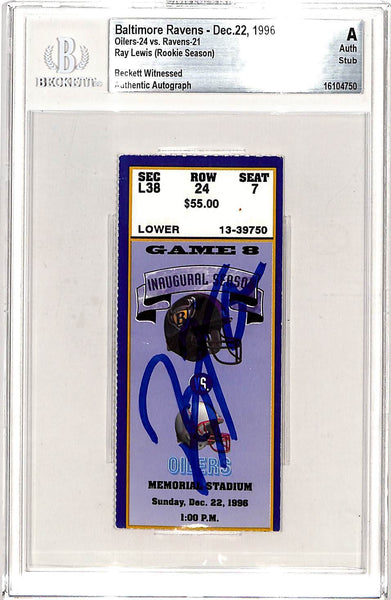 Baltimore Ravens - Dec.22, 1996
Oilers-24 vs. Ravens-21
Ray Lewis (Rookie Season)
Beckett Witnessed
Authentic Autograph
A
Auth
Stub
16104750
B
BECKETT
SEC ROW SEAT
L38 24 7
$55.00
LOWER 13-39750
GAME 8
INAUGURAL SEASON
B
VS.
OILERS
MEMORIAL STADIUM
Sunday, Dec. 22, 1996
1:00 P.M.